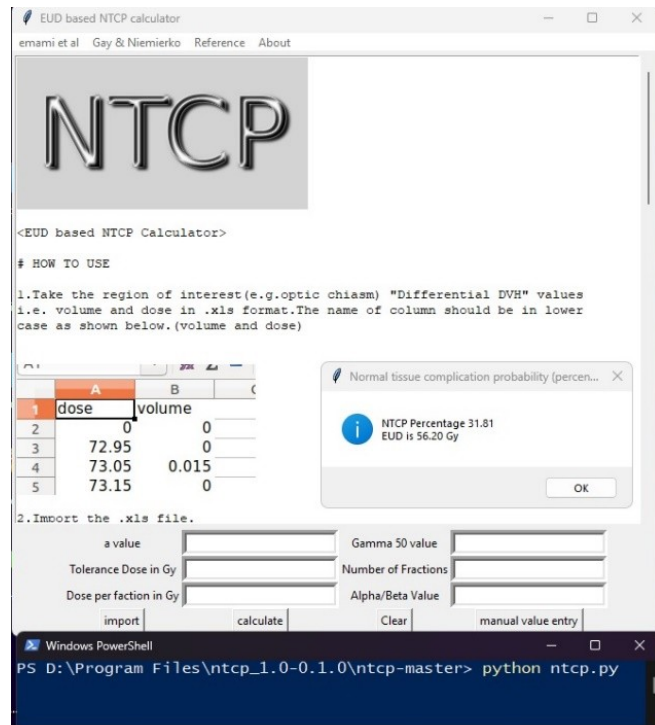 EUD based NTCP calculator
emami et al Gay & Niemierko Reference About
NTCP
<EUD based NTCP Calculator>
# HOW TO USE
1.Take the region of interest(e.g.optic chiasm) "Differential DVH" values
i.e. volume and dose in .xls format.The name of column should be in lower
case as shown below.(volume and dose)
A B
1 dose volume
2 0 0
3 72.95 0
4 73.05 0.015
5 73.15 0
Normal tissue complication probability (percen...
NTCP Percentage 31.81
EUD is 56.20 Gy
OK
2.Import the .xls file.
a value Gamma 50 value
Tolerance Dose in Gy Number of Fractions
Dose per faction in Gy Alpha/Beta Value
import calculate Clear manual value entry
Windows PowerShell
PS D:\Program Files\ntcp_1.0-0.1.0\ntcp-master> python ntcp.py